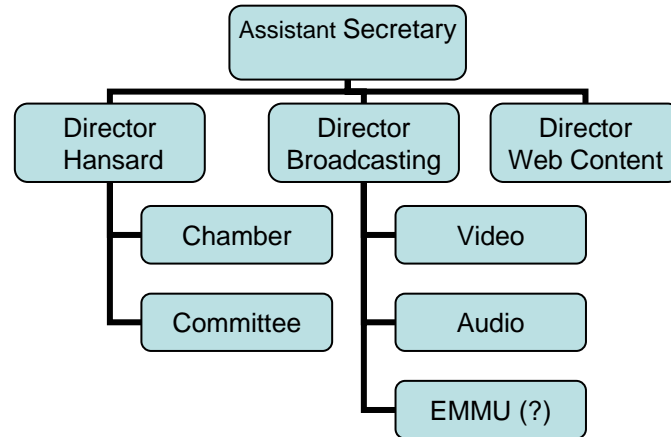 Assistant Secretary
Director
Hansard
Director
Broadcasting
Director
Web Content
Chamber
Video
Committee
Audio
EMMU (?)